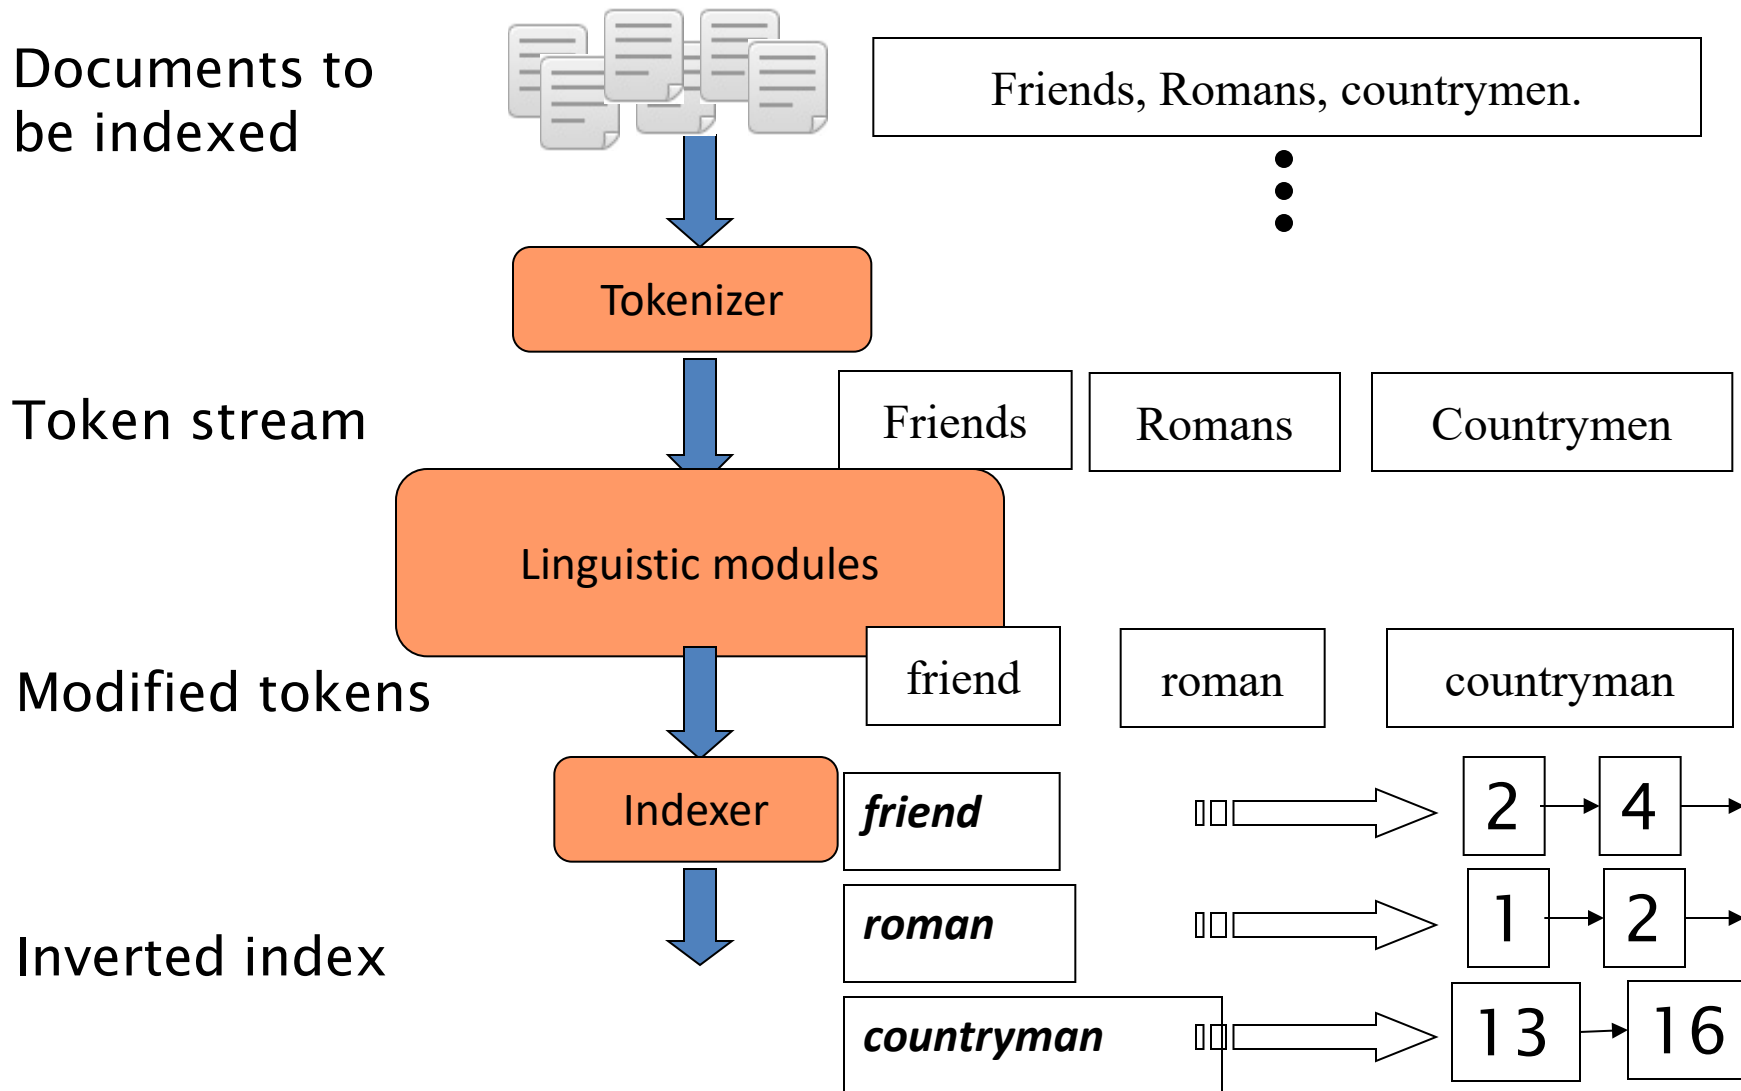 Documents to
be indexed
Friends, Romans, countrymen.
Tokenizer
Token stream
Friends
Romans
Countrymen
Linguistic modules
Modified tokens
friend
roman
countryman
Indexer
friend
2
4
roman
1
2
Inverted index
countryman
13
16